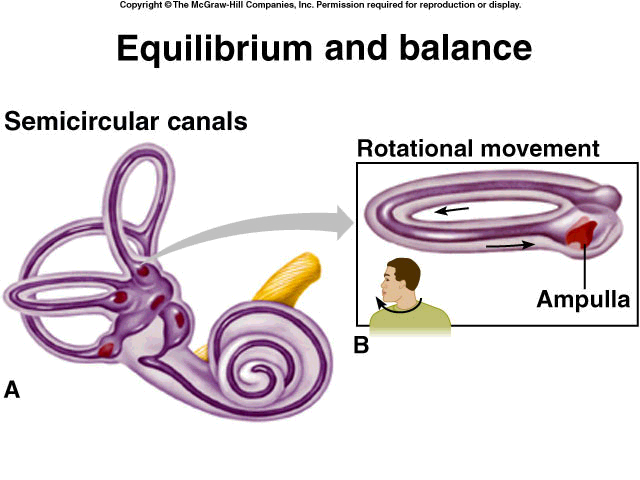 Copyright © The McGraw-Hill Companies, Inc. Permission required for reproduction or display.
Equilibrium and balance
Semicircular canals
Rotational movement
Ampulla
A
B